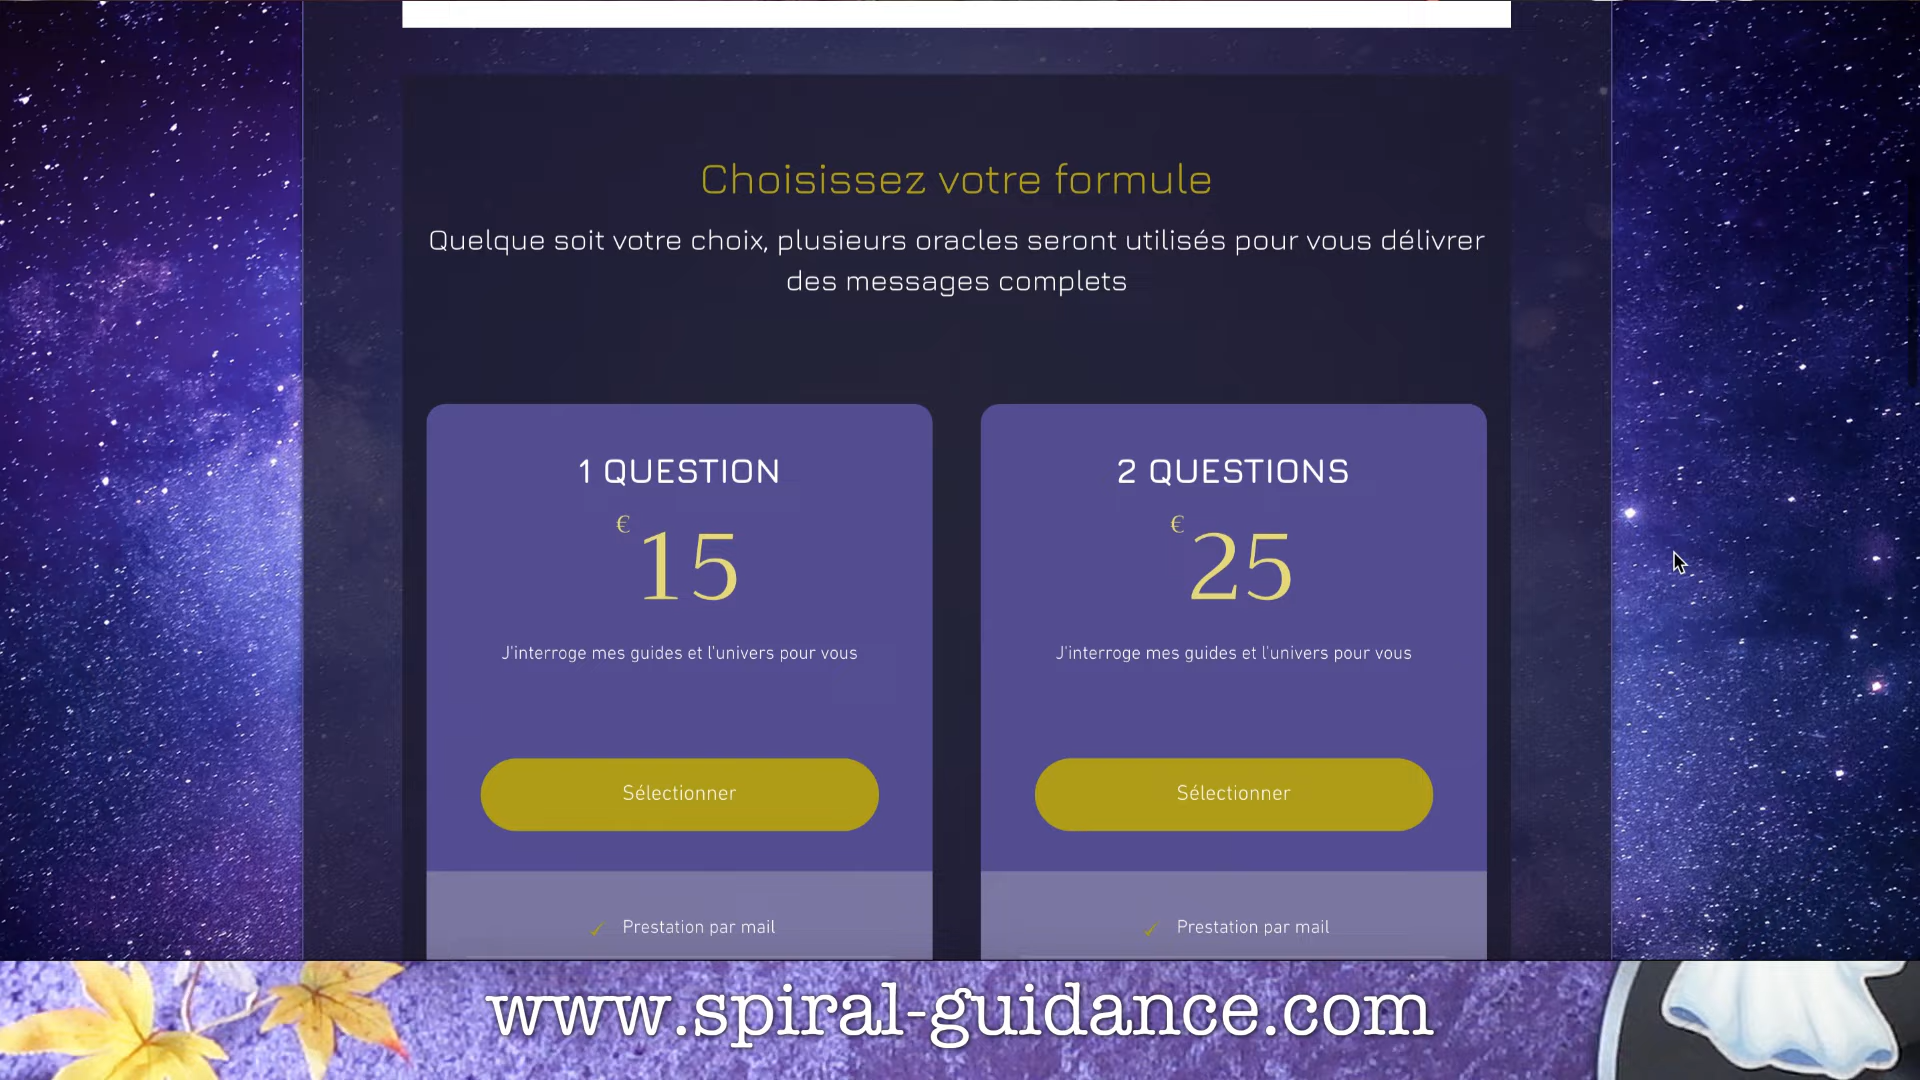 Choisissez votre formule
Quelque soit votre choix, plusieurs oracles seront utilisés pour vous délivrer
des messages complets
1 QUESTION
€ 15
J'interroge mes guides et l'univers pour vous
Sélectionner
✓ Prestation par mail
2 QUESTIONS
€ 25
J'interroge mes guides et l'univers pour vous
Sélectionner
✓ Prestation par mail
www.spiral-guidance.com